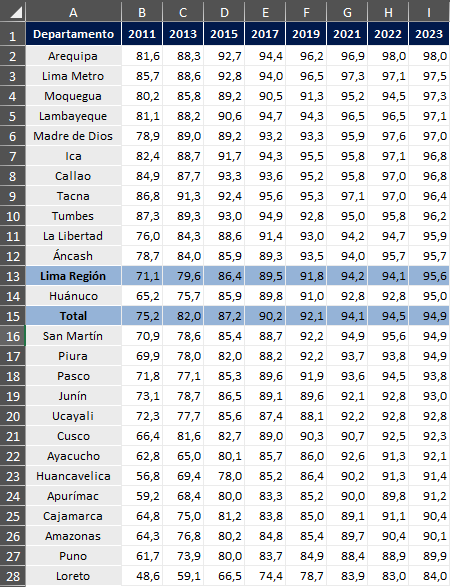 A B C D E F G H I
1 Departamento 2011 2013 2015 2017 2019 2021 2022 2023
2 Arequipa 81,6 88,3 92,7 94,4 96,2 96,9 98,0 98,0
3 Lima Metro 85,7 88,6 92,8 94,0 96,5 97,3 97,1 97,5
4 Moquegua 80,2 85,8 89,2 90,5 91,3 95,2 94,5 97,3
5 Lambayeque 81,1 88,2 90,6 94,7 94,3 96,5 96,5 97,1
6 Madre de Dios 78,9 89,0 89,2 93,2 93,3 95,9 97,6 97,0
7 Ica 82,4 88,7 91,7 94,3 95,5 95,8 97,1 96,8
8 Callao 84,9 87,7 93,3 93,6 95,2 95,8 97,0 96,8
9 Tacna 86,8 91,3 92,4 95,6 95,3 97,1 97,0 96,4
10 Tumbes 87,3 89,3 93,0 94,9 92,8 95,0 95,8 96,2
11 La Libertad 76,0 84,3 88,6 91,4 93,0 94,2 94,7 95,9
12 Áncash 78,7 84,0 85,9 89,3 93,5 94,0 95,7 95,7
13 Lima Región 71,1 79,6 86,4 89,5 91,8 94,2 94,1 95,6
14 Huánuco 65,2 75,7 85,9 89,8 91,0 92,8 92,8 95,0
15 Total 75,2 82,0 87,2 90,2 92,1 94,1 94,5 94,9
16 San Martín 70,9 78,6 85,4 88,7 92,2 94,9 95,6 94,9
17 Piura 69,9 78,0 82,0 88,2 92,2 93,7 93,8 94,9
18 Pasco 71,8 77,1 85,3 89,6 91,9 93,6 94,5 93,8
19 Junín 73,1 78,7 86,5 89,1 89,6 92,1 92,8 93,0
20 Ucayali 72,3 77,7 85,6 87,4 88,1 92,2 92,8 92,8
21 Cusco 66,4 81,6 82,7 89,0 90,3 90,7 92,5 92,3
22 Ayacucho 62,8 65,0 80,1 85,7 86,0 92,6 91,3 92,1
23 Huancavelica 56,8 69,4 78,0 85,2 86,4 90,2 91,3 91,4
24 Apurímac 59,2 68,4 80,0 83,3 85,2 90,0 89,8 91,2
25 Cajamarca 64,8 75,0 81,2 83,8 85,0 89,1 91,1 90,4
26 Amazonas 64,3 76,8 80,2 84,8 85,4 89,7 90,4 90,1
27 Puno 61,7 73,9 80,0 83,7 84,9 88,4 88,9 89,9
28 Loreto 48,6 59,1 66,5 74,4 78,7 83,9 83,0 84,0